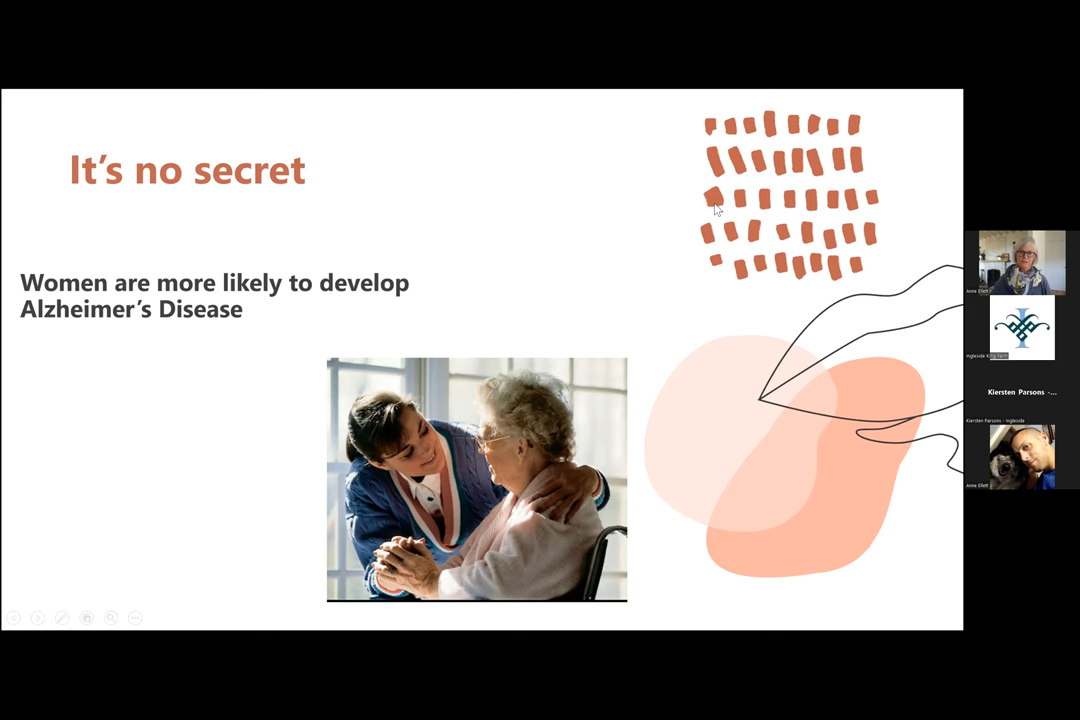 It's no secret
Women are more likely to develop
Alzheimer's Disease
Anne Ellett
Ingleside King Farm
Kiersten Parsons -...
Kiersten Parsons - Ingleside
Anne Ellett